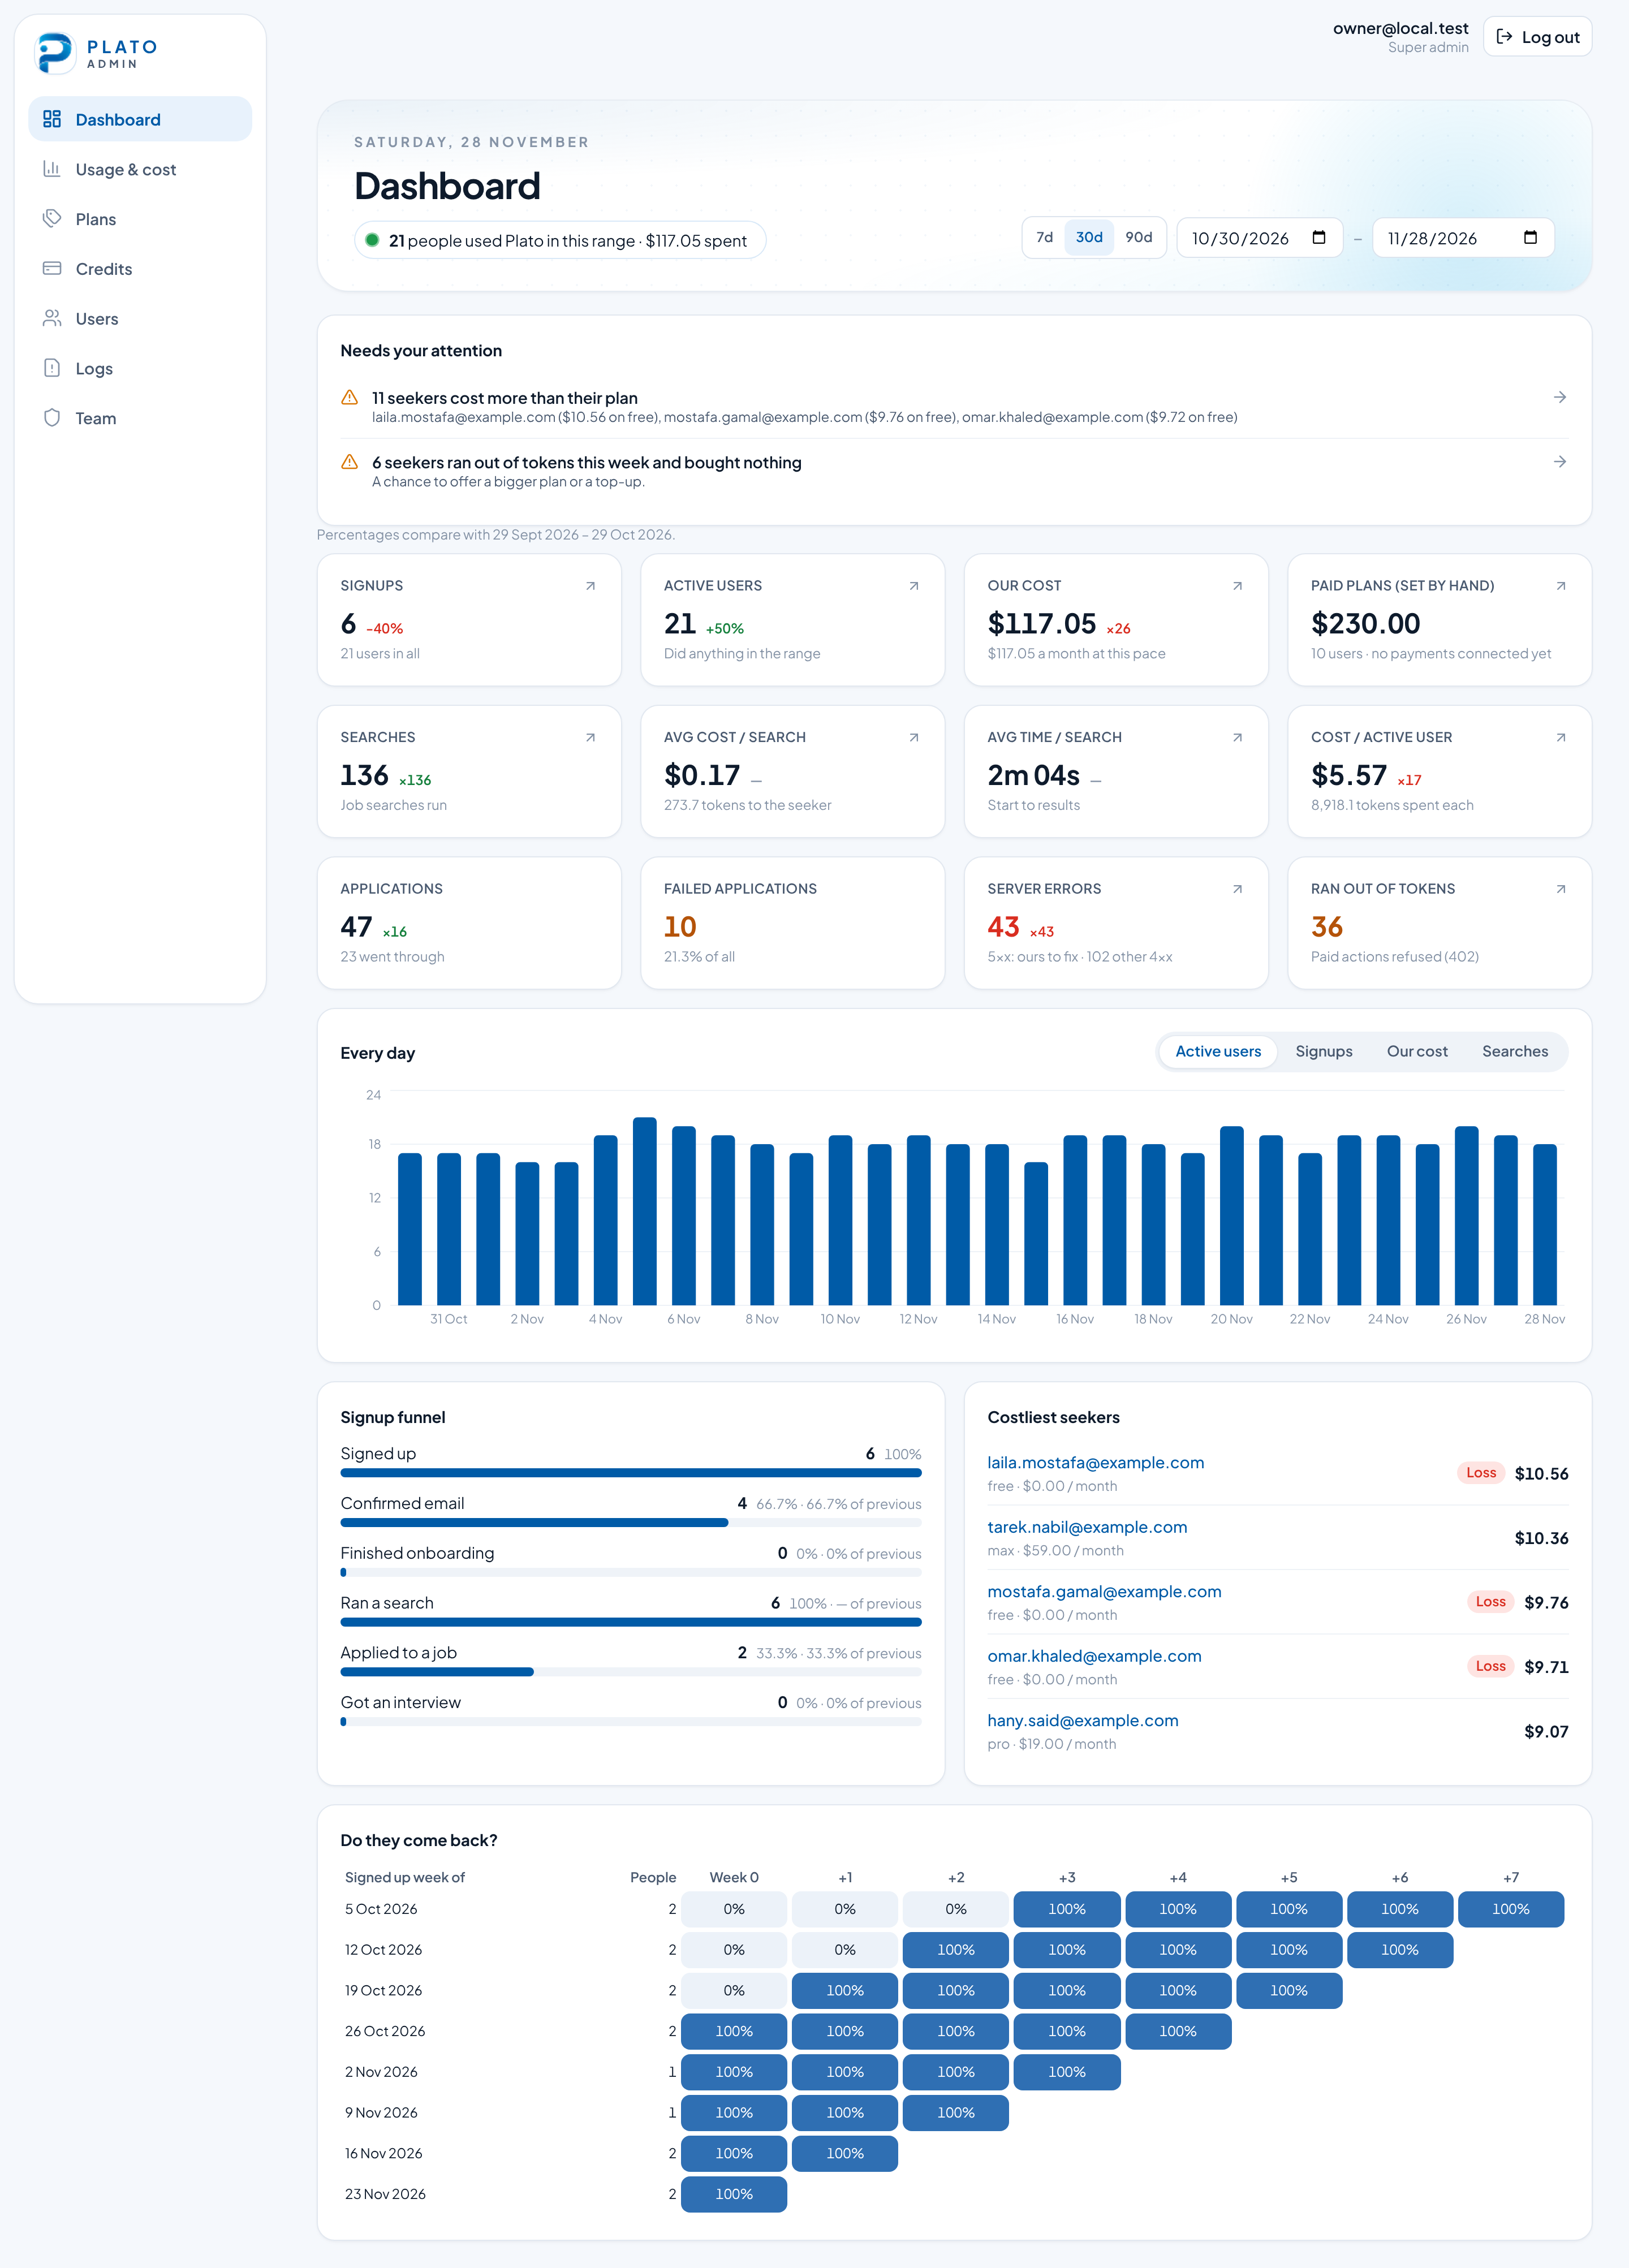 PLATO
ADMIN
owner@local.test
Super admin
Log out
Dashboard
Usage & cost
Plans
Credits
Users
Logs
Team
SATURDAY, 28 NOVEMBER
Dashboard
21 people used Plato in this range · $117.05 spent
7d 30d 90d 10/30/2026 – 11/28/2026
Needs your attention
11 seekers cost more than their plan
laila.mostafa@example.com ($10.56 on free), mostafa.gamal@example.com ($9.76 on free), omar.khaled@example.com ($9.72 on free)
6 seekers ran out of tokens this week and bought nothing
A chance to offer a bigger plan or a top-up.
Percentages compare with 29 Sept 2026 – 29 Oct 2026.
SIGNUPS
6 -40%
21 users in all
ACTIVE USERS
21 +50%
Did anything in the range
OUR COST
$117.05 ×26
$117.05 a month at this pace
PAID PLANS (SET BY HAND)
$230.00
10 users · no payments connected yet
SEARCHES
136 ×136
Job searches run
AVG COST / SEARCH
$0.17 —
273.7 tokens to the seeker
AVG TIME / SEARCH
2m 04s —
Start to results
COST / ACTIVE USER
$5.57 ×17
8,918.1 tokens spent each
APPLICATIONS
47 ×16
23 went through
FAILED APPLICATIONS
10
21.3% of all
SERVER ERRORS
43 ×43
5xx: ours to fix · 102 other 4xx
RAN OUT OF TOKENS
36
Paid actions refused (402)
Every day
Active users Signups Our cost Searches
24
18
12
6
0
31 Oct 2 Nov 4 Nov 6 Nov 8 Nov 10 Nov 12 Nov 14 Nov 16 Nov 18 Nov 20 Nov 22 Nov 24 Nov 26 Nov 28 Nov
Signup funnel
Signed up 6 100%
Confirmed email 4 66.7% · 66.7% of previous
Finished onboarding 0 0% · 0% of previous
Ran a search 6 100% · — of previous
Applied to a job 2 33.3% · 33.3% of previous
Got an interview 0 0% · 0% of previous
Costliest seekers
laila.mostafa@example.com
free · $0.00 / month
Loss $10.56
tarek.nabil@example.com
max · $59.00 / month
$10.36
mostafa.gamal@example.com
free · $0.00 / month
Loss $9.76
omar.khaled@example.com
free · $0.00 / month
Loss $9.71
hany.said@example.com
pro · $19.00 / month
$9.07
Do they come back?
Signed up week of People Week 0 +1 +2 +3 +4 +5 +6 +7
5 Oct 2026 2 0% 0% 0% 100% 100% 100% 100% 100%
12 Oct 2026 2 0% 0% 100% 100% 100% 100% 100%
19 Oct 2026 2 0% 100% 100% 100% 100% 100%
26 Oct 2026 2 100% 100% 100% 100% 100%
2 Nov 2026 1 100% 100% 100% 100%
9 Nov 2026 1 100% 100% 100%
16 Nov 2026 2 100% 100%
23 Nov 2026 2 100%